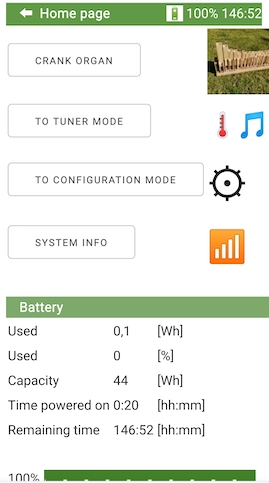 ⬅ Home page 100% 146:52
CRANK ORGAN
TO TUNER MODE
TO CONFIGURATION MODE
SYSTEM INFO
Battery
Used 0,1 [Wh]
Used 0 [%]
Capacity 44 [Wh]
Time powered on 0:20 [hh:mm]
Remaining time 146:52 [hh:mm]
100%